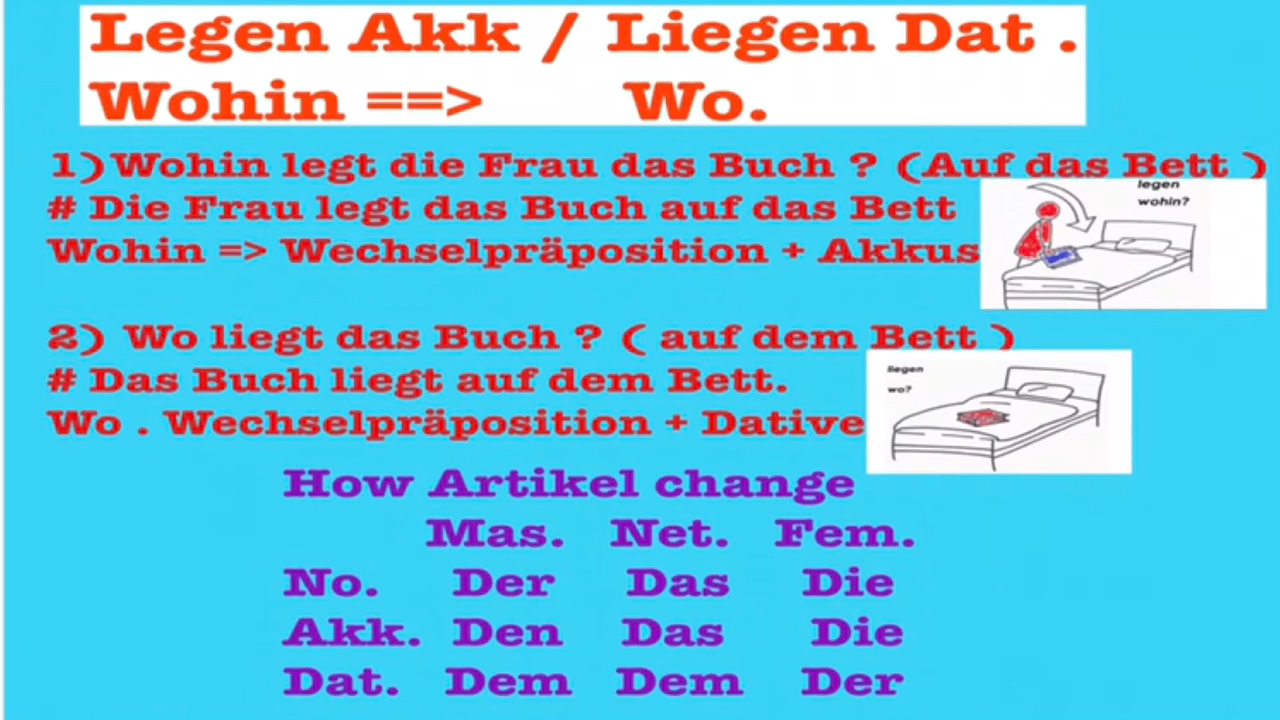 Legen Akk / Liegen Dat .
Wohin ==> Wo.
1) Wohin legt die Frau das Buch ? (Auf das Bett )
# Die Frau legt das Buch auf das Bett
Wohin => Wechselpräposition + Akkus
legen
wohin?
2) Wo liegt das Buch ? ( auf dem Bett )
# Das Buch liegt auf dem Bett.
Wo . Wechselpräposition + Dative
liegen
wo?
How Artikel change
Mas. Net. Fem.
No. Der Das Die
Akk. Den Das Die
Dat. Dem Dem Der